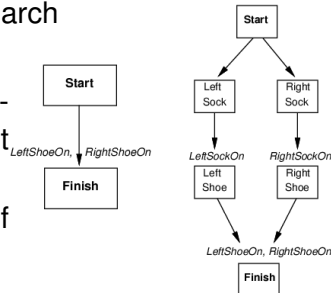 arch
-
t
f
Start
LeftShoeOn, RightShoeOn
Finish
Start
Left
Sock
Right
Sock
LeftSockOn
RightSockOn
Left
Shoe
Right
Shoe
LeftShoeOn, RightShoeOn
Finish